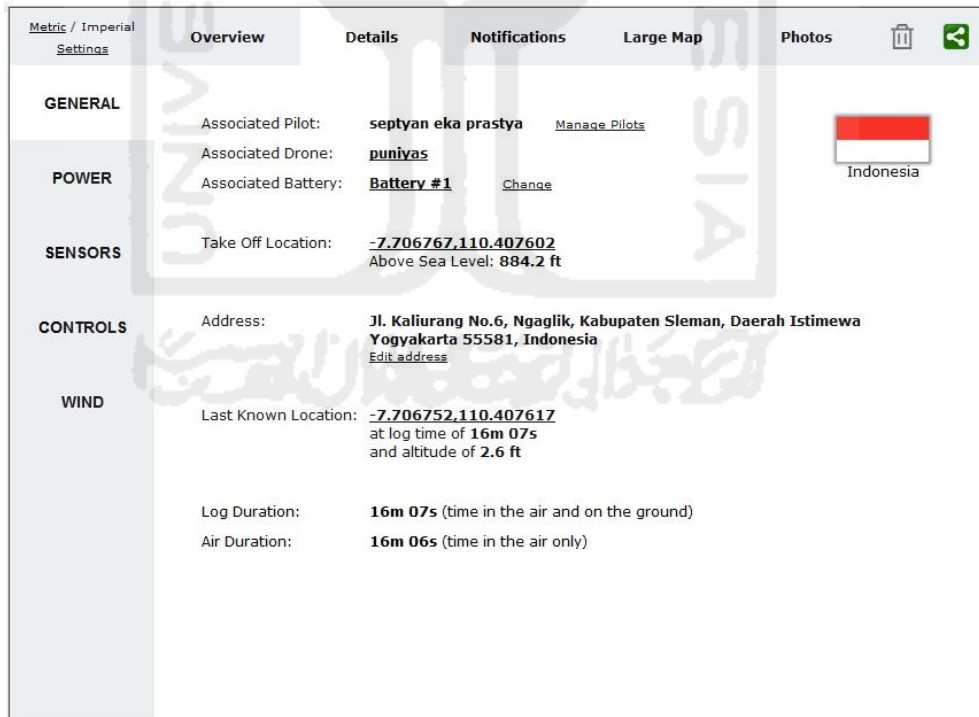 Metric / Imperial
Settings
Overview
Details
Notifications
Large Map
Photos
GENERAL
POWER
SENSORS
CONTROLS
WIND
Associated Pilot: septyan eka prastya Manage Pilots
Associated Drone: puniyas
Associated Battery: Battery #1 Change
Indonesia
Take Off Location: -7.706767,110.407602
Above Sea Level: 884.2 ft
Address: Jl. Kaliurang No.6, Ngaglik, Kabupaten Sleman, Daerah Istimewa
Yogyakarta 55581, Indonesia
Edit address
Last Known Location: -7.706752,110.407617
at log time of 16m 07s
and altitude of 2.6 ft
Log Duration: 16m 07s (time in the air and on the ground)
Air Duration: 16m 06s (time in the air only)